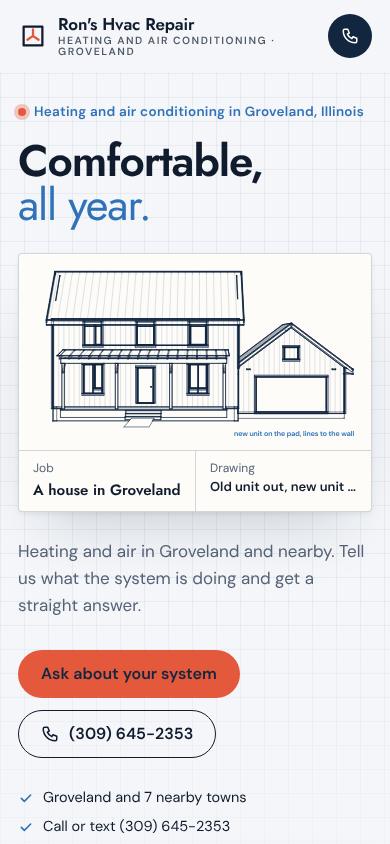 Ron's Hvac Repair
HEATING AND AIR CONDITIONING ·
GROVELAND
Heating and air conditioning in Groveland, Illinois
Comfortable,
all year.
new unit on the pad, lines to the wall
Job
A house in Groveland
Drawing
Old unit out, new unit ...
Heating and air in Groveland and nearby. Tell
us what the system is doing and get a
straight answer.
Ask about your system
(309) 645-2353
Groveland and 7 nearby towns
Call or text (309) 645-2353